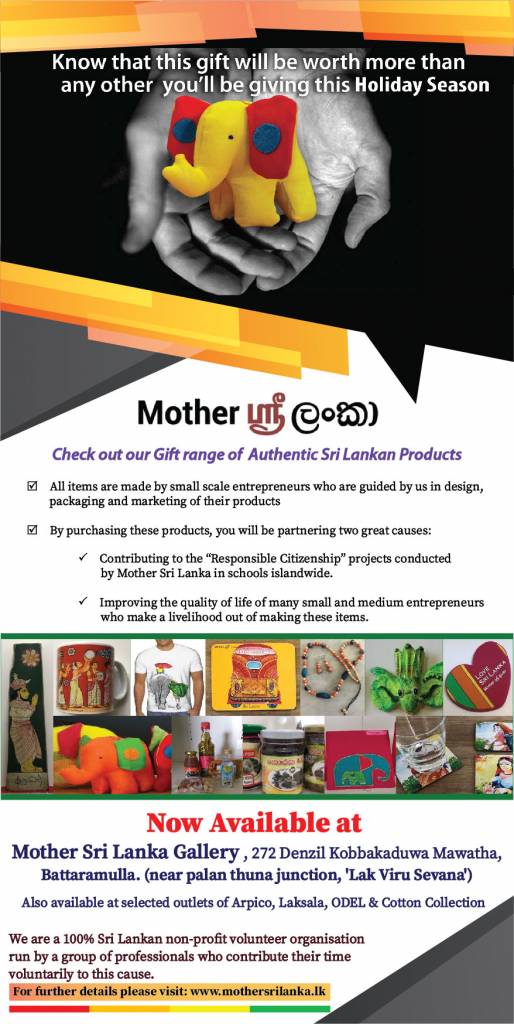 Know that this gift will be worth more than
any other you'll be giving this Holiday Season
Mother ශ්‍රී ලංකා
Check out our Gift range of Authentic Sri Lankan Products
All items are made by small scale entrepreneurs who are guided by us in design,
packaging and marketing of their products
By purchasing these products, you will be partnering two great causes:
Contributing to the “Responsible Citizenship” projects conducted
by Mother Sri Lanka in schools islandwide.
Improving the quality of life of many small and medium entrepreneurs
who make a livelihood out of making these items.
LOVE
SRI LANKA
Now Available at
Mother Sri Lanka Gallery , 272 Denzil Kobbakaduwa Mawatha,
Battaramulla. (near palan thuna junction, 'Lak Viru Sevana')
Also available at selected outlets of Arpico, Laksala, ODEL & Cotton Collection
We are a 100% Sri Lankan non-profit volunteer organisation
run by a group of professionals who contribute their time
voluntarily to this cause.
For further details please visit: www.mothersrilanka.lk